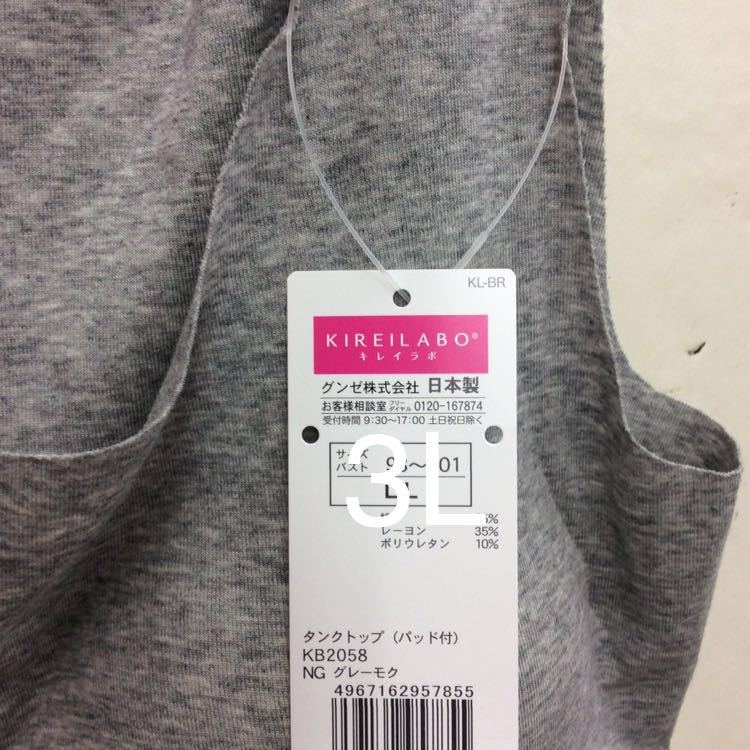 KL-BR
KIREILABO®
キレイラボ
グンゼ株式会社 日本製
お客様相談室 フリーダイヤル 0120-167874
受付時間 9:30～17:00 土日祝日除く
サイズ
バスト
3L
35%
レーヨン
ポリウレタン 10%
タンクトップ（パッド付）
KB2058
NG グレーモク
4967162957855